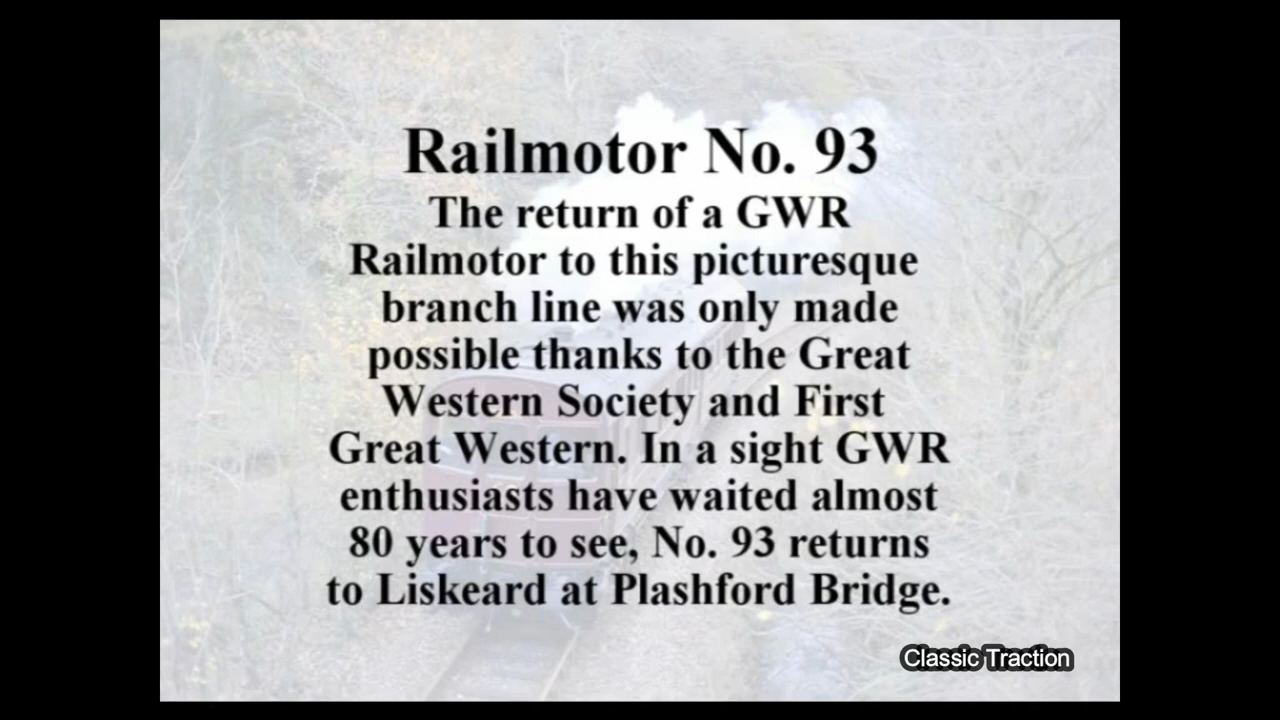 Railmotor No. 93
The return of a GWR
Railmotor to this picturesque
branch line was only made
possible thanks to the Great
Western Society and First
Great Western. In a sight GWR
enthusiasts have waited almost
80 years to see, No. 93 returns
to Liskeard at Plashford Bridge.
Classic Traction